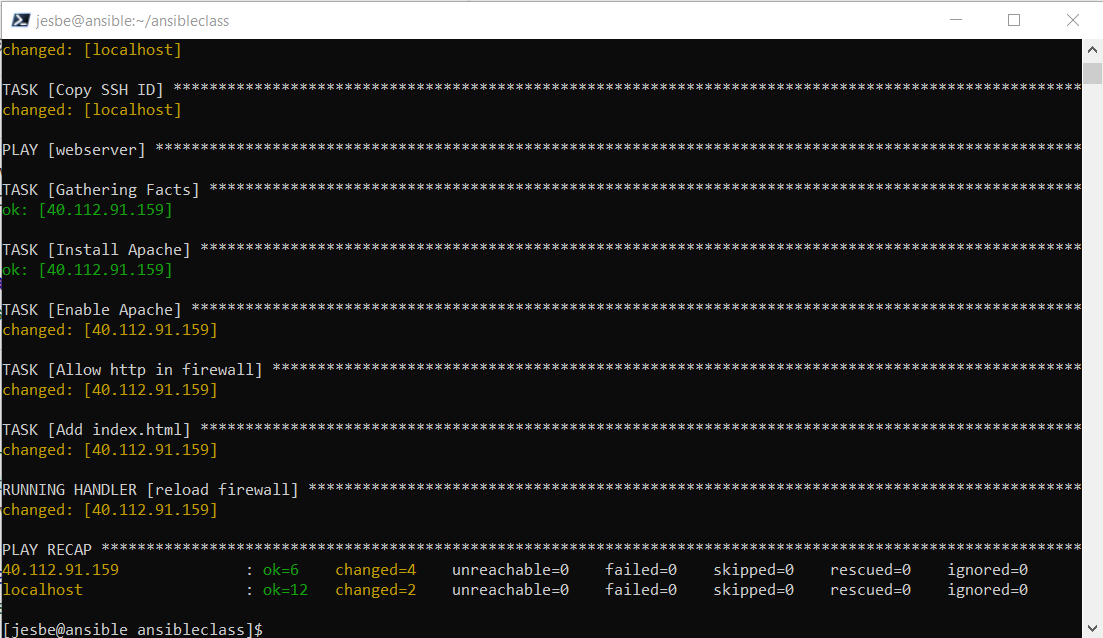 jesbe@ansible:~/ansibleclass
changed: [localhost]
TASK [Copy SSH ID] *****************************************************************************************************
changed: [localhost]
PLAY [webserver] *******************************************************************************************************
TASK [Gathering Facts] *************************************************************************************************
ok: [40.112.91.159]
TASK [Install Apache] **************************************************************************************************
ok: [40.112.91.159]
TASK [Enable Apache] ***************************************************************************************************
changed: [40.112.91.159]
TASK [Allow http in firewall] ******************************************************************************************
changed: [40.112.91.159]
TASK [Add index.html] **************************************************************************************************
changed: [40.112.91.159]
RUNNING HANDLER [reload firewall] **************************************************************************************
changed: [40.112.91.159]
PLAY RECAP *************************************************************************************************************
40.112.91.159              : ok=6    changed=4    unreachable=0    failed=0    skipped=0    rescued=0    ignored=0
localhost                  : ok=12   changed=2    unreachable=0    failed=0    skipped=0    rescued=0    ignored=0
[jesbe@ansible ansibleclass]$